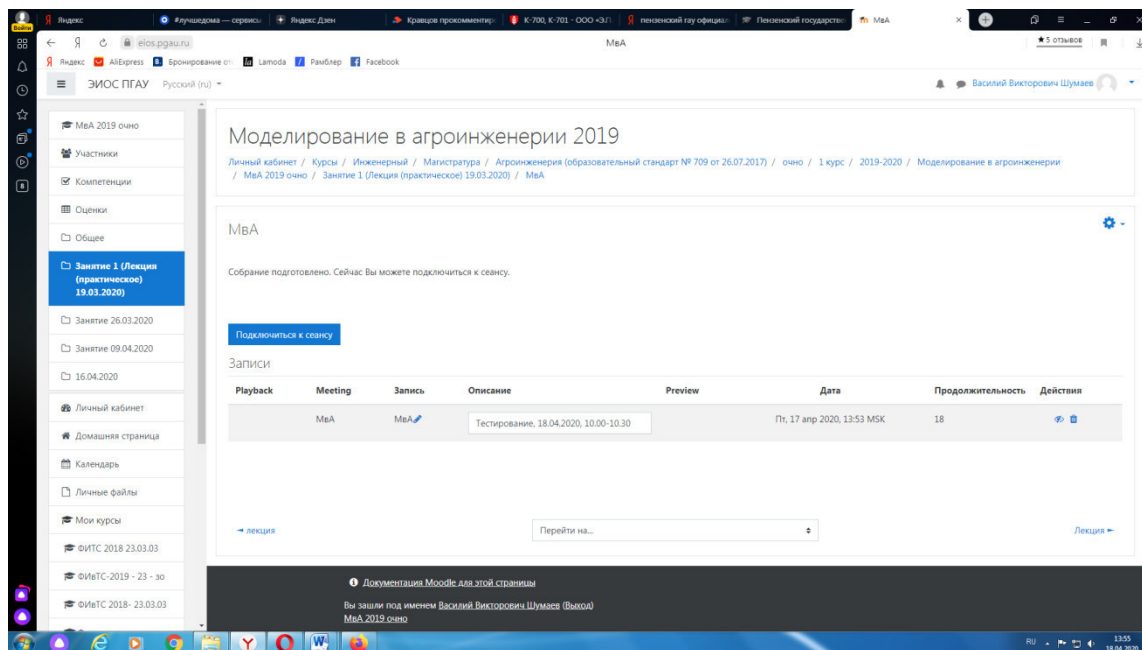 Яндекс
#лучшедома — сервисы
Яндекс Дзен
Кравцов прокомментир
К-700, К-701 - ООО «Э.Г
пензенский гау официал
Пензенский государстве
МвА
Войти
eios.pgau.ru
МвА
★5 отзывов
Яндекс
AliExpress
Бронирование от
Lamoda
Рамблер
Facebook
ЭИОС ПГАУ
Русский (ru)
Василий Викторович Шумаев
МвА 2019 очно
Участники
Компетенции
Оценки
Общее
Занятие 1 (Лекция
(практическое)
19.03.2020)
Занятие 26.03.2020
Занятие 09.04.2020
16.04.2020
Личный кабинет
Домашняя страница
Календарь
Личные файлы
Мои курсы
ФИТС 2018 23.03.03
ФИвТС-2019 - 23 - зо
ФИвТС 2018- 23.03.03
Моделирование в агроинженерии 2019
Личный кабинет / Курсы / Инженерный / Магистратура / Агроинженерия (образовательный стандарт № 709 от 26.07.2017) / очно / 1 курс / 2019-2020 / Моделирование в агроинженерии
/ МвА 2019 очно / Занятие 1 (Лекция (практическое) 19.03.2020) / МвА
МвА
Собрание подготовлено. Сейчас Вы можете подключиться к сеансу.
Подключиться к сеансу
Записи
Playback Meeting Запись Описание Preview Дата Продолжительность Действия
МвА МвА Тестирование, 18.04.2020, 10.00-10.30 Пт, 17 апр 2020, 13:53 MSK 18
◄ лекция
Перейти на...
Лекция ►
Документация Moodle для этой страницы
Вы зашли под именем Василий Викторович Шумаев (Выход)
МвА 2019 очно
RU
13:55
18.04.2020